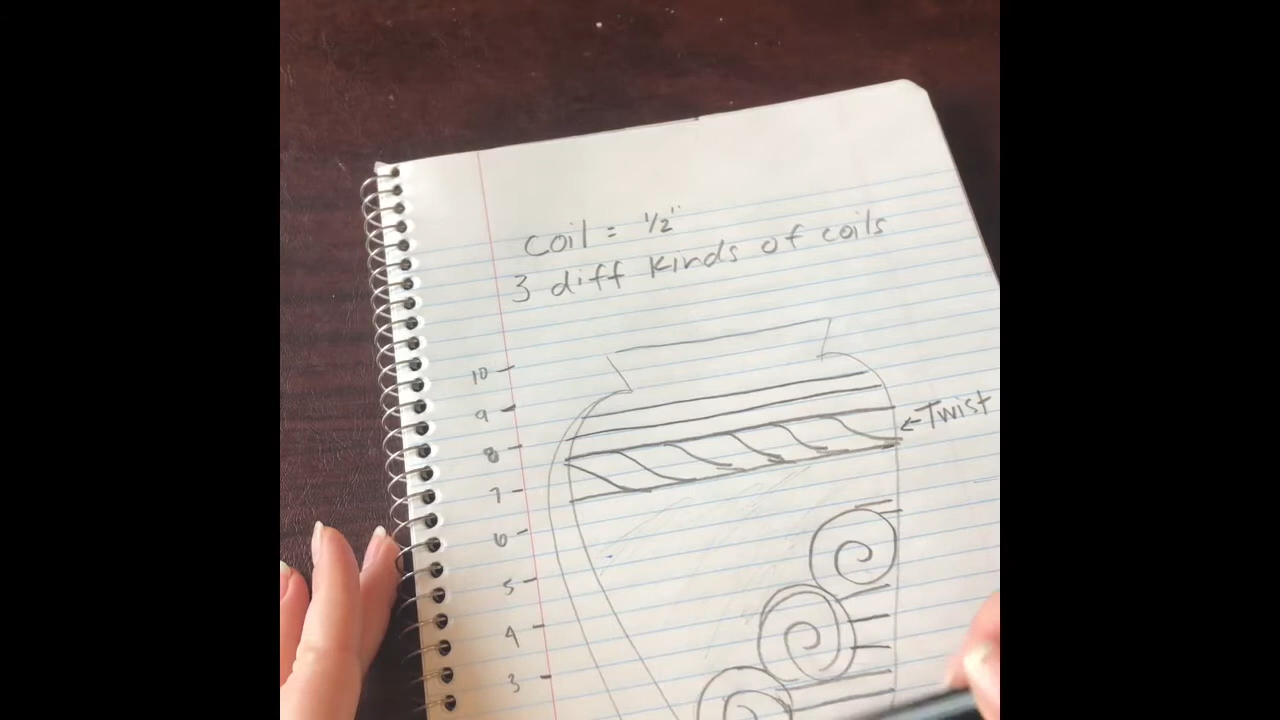 coil = 1/2"
3 diff kinds of coils
10
9
←Twist
8
7
6
5
4
3